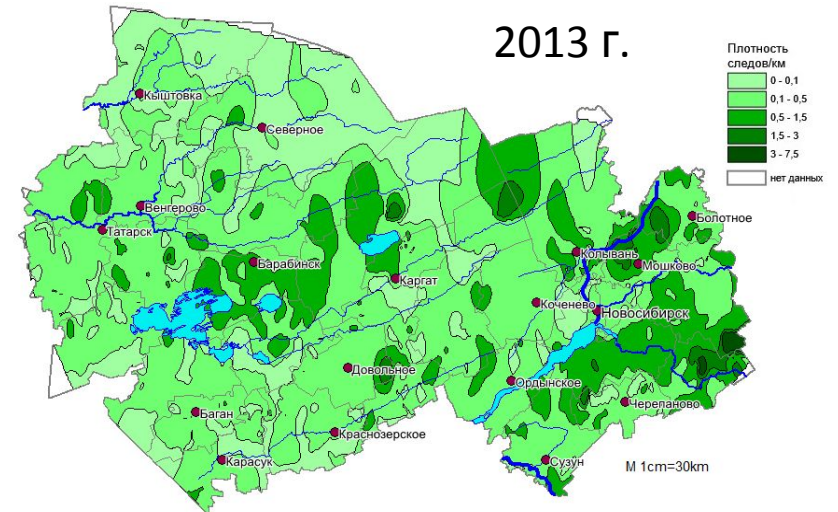 2013 г.
Плотность
следов/км
0 - 0,1
0,1 - 0,5
0,5 - 1,5
1,5 - 3
3 - 7,5
нет данных
Кыштовка
Северное
Венгерово
Татарск
Болотное
Колывань
Барабинск
Мошково
Каргат
Коченево
Новосибирск
Довольное
Ордынское
Черепаново
Баган
Краснозерское
Карасук
Сузун
М 1cm=30km